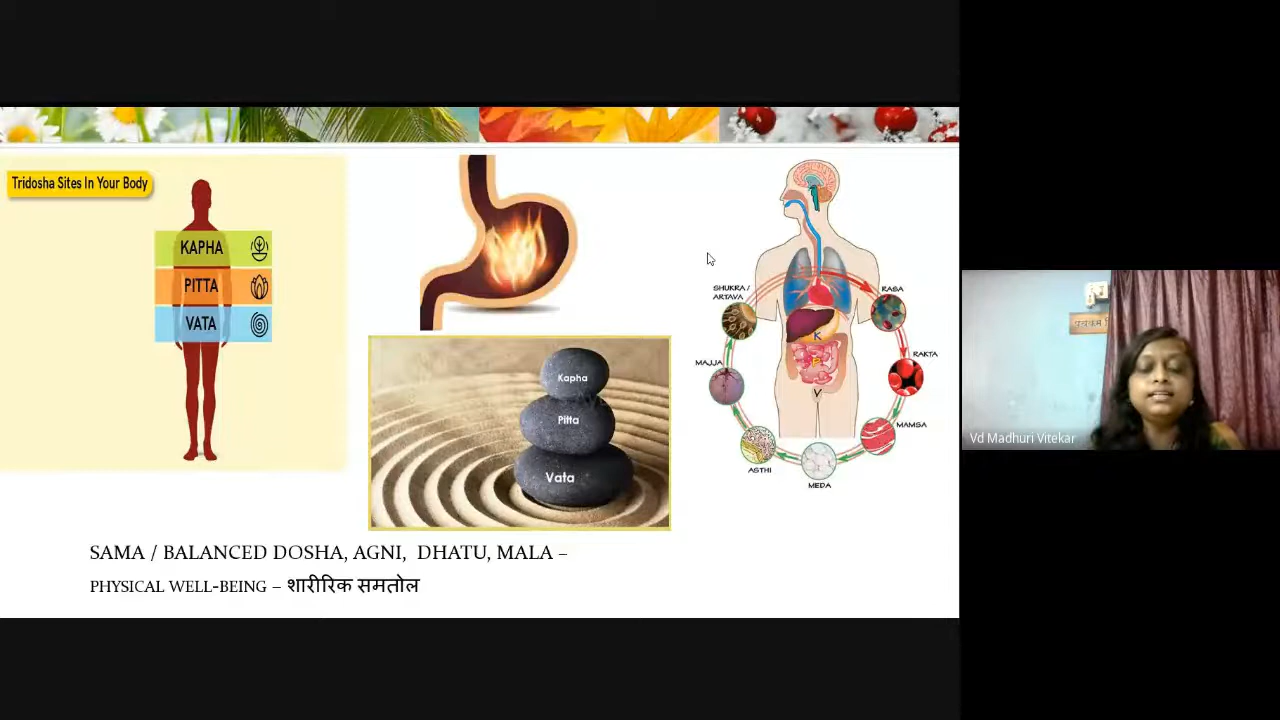 Tridosha Sites In Your Body
KAPHA
PITTA
VATA
Kapha
Pitta
Vata
SHUKRA /
ARTAVA
RASA
RAKTA
MAMSA
MEDA
ASTHI
MAJJA
K
P
V
SAMA / BALANCED DOSHA, AGNI, DHATU, MALA –
PHYSICAL WELL-BEING – शारीरिक समतोल
Vd Madhuri Vitekar